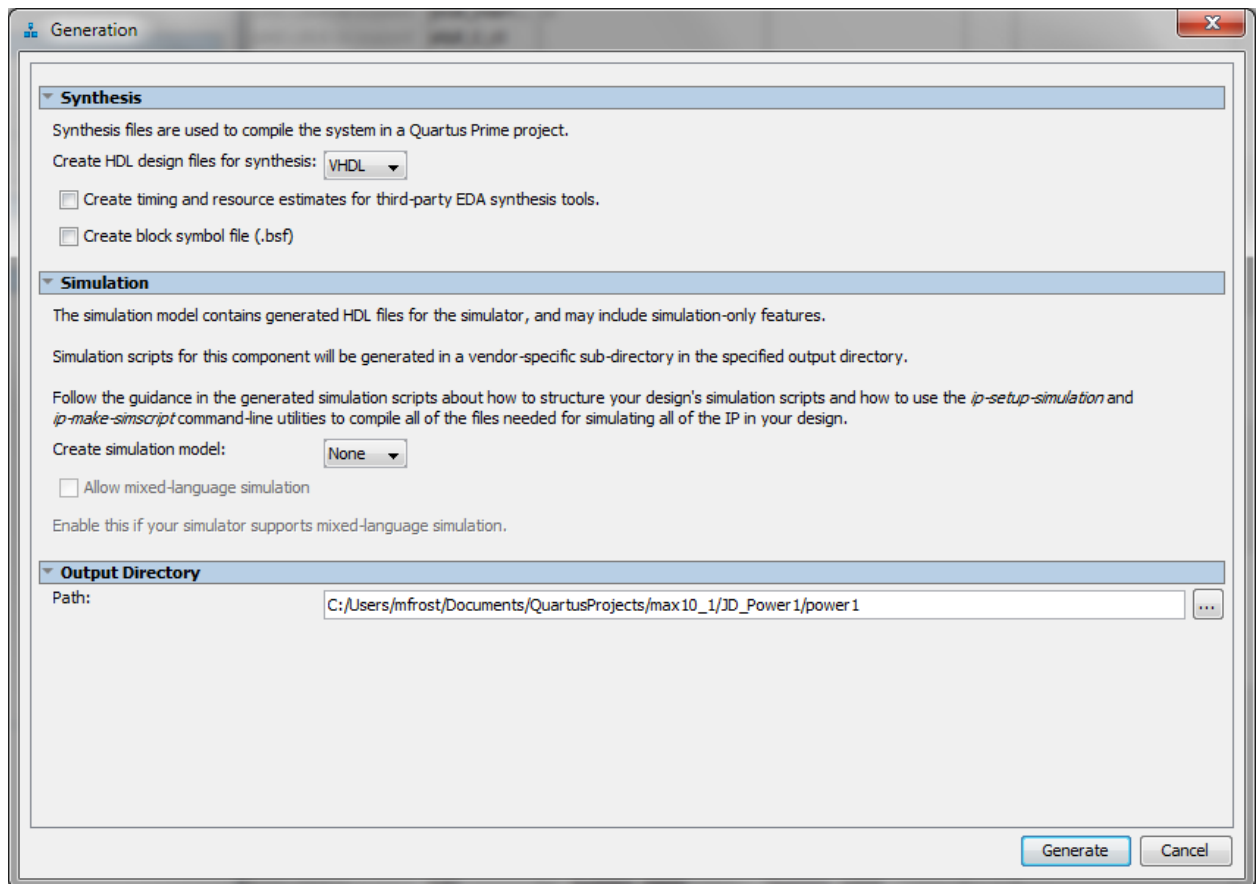 Generation
Synthesis
Synthesis files are used to compile the system in a Quartus Prime project.
Create HDL design files for synthesis: VHDL
Create timing and resource estimates for third-party EDA synthesis tools.
Create block symbol file (.bsf)
Simulation
The simulation model contains generated HDL files for the simulator, and may include simulation-only features.
Simulation scripts for this component will be generated in a vendor-specific sub-directory in the specified output directory.
Follow the guidance in the generated simulation scripts about how to structure your design's simulation scripts and how to use the ip-setup-simulation and
ip-make-simscript command-line utilities to compile all of the files needed for simulating all of the IP in your design.
Create simulation model: None
Allow mixed-language simulation
Enable this if your simulator supports mixed-language simulation.
Output Directory
Path: C:/Users/mfrost/Documents/QuartusProjects/max10_1/JD_Power1/power1 ...
Generate Cancel